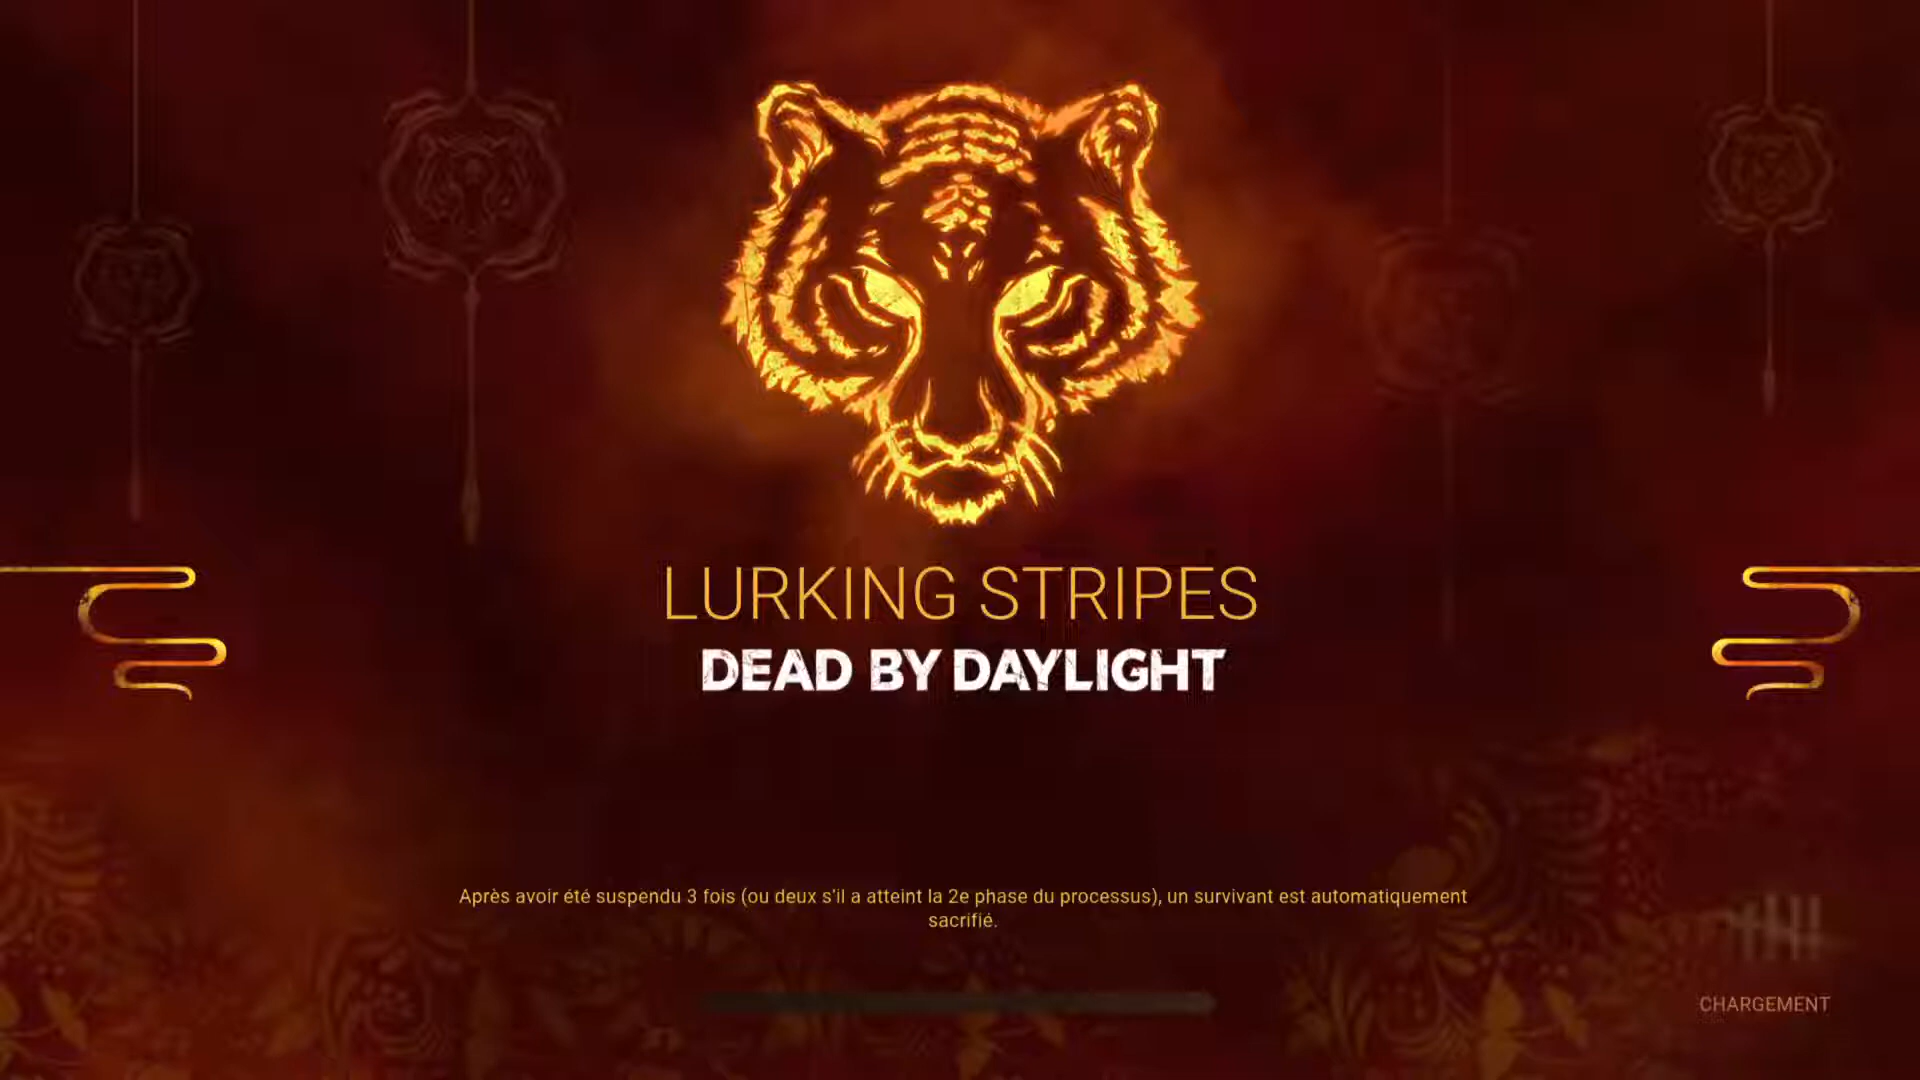 LURKING STRIPES
DEAD BY DAYLIGHT
Après avoir été suspendu 3 fois (ou deux s'il a atteint la 2e phase du processus), un survivant est automatiquement
sacrifié.
CHARGEMENT